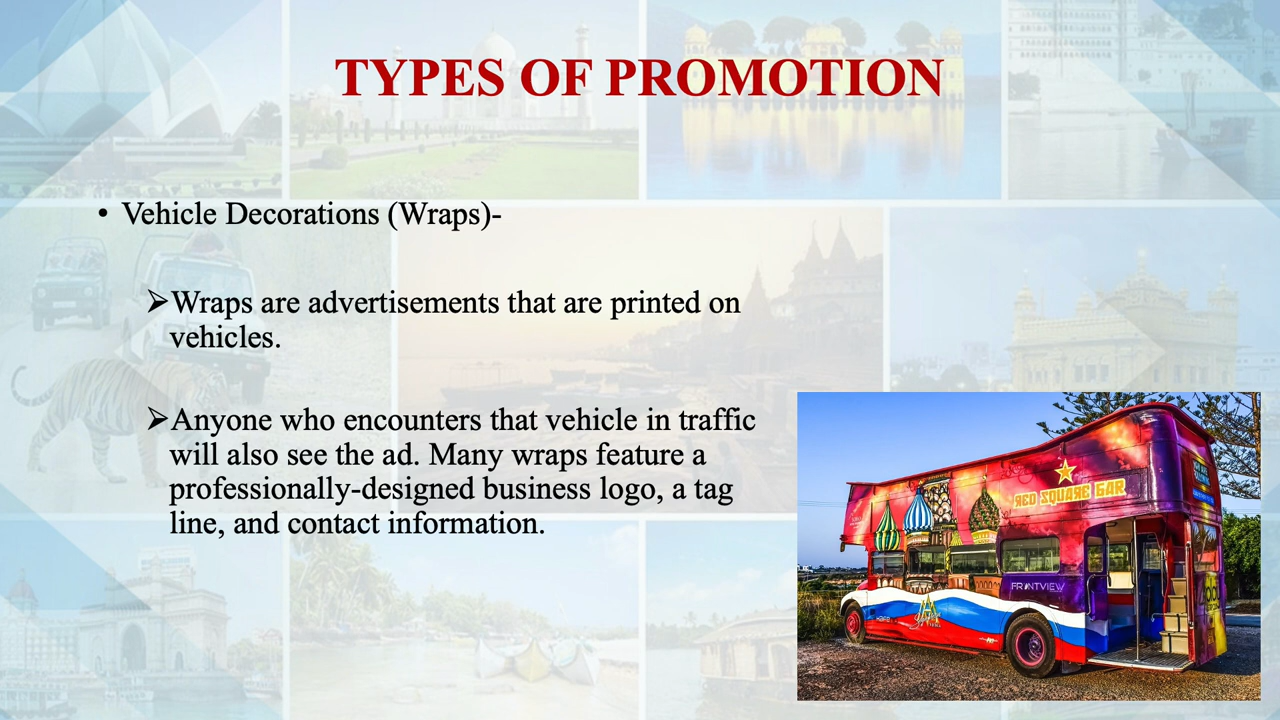 TYPES OF PROMOTION
• Vehicle Decorations (Wraps)-
➢Wraps are advertisements that are printed on
vehicles.
➢Anyone who encounters that vehicle in traffic
will also see the ad. Many wraps feature a
professionally-designed business logo, a tag
line, and contact information.
RED SQUARE BAR
FRONTVIEW